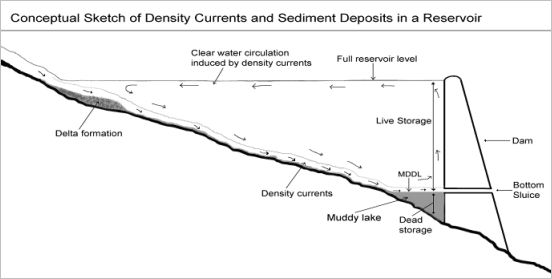 Conceptual Sketch of Density Currents and Sediment Deposits in a Reservoir
Clear water circulation
induced by density currents
Full reservoir level
Live Storage
Delta formation
Dam
MDDL
Density currents
Bottom
Sluice
Muddy lake
Dead
storage